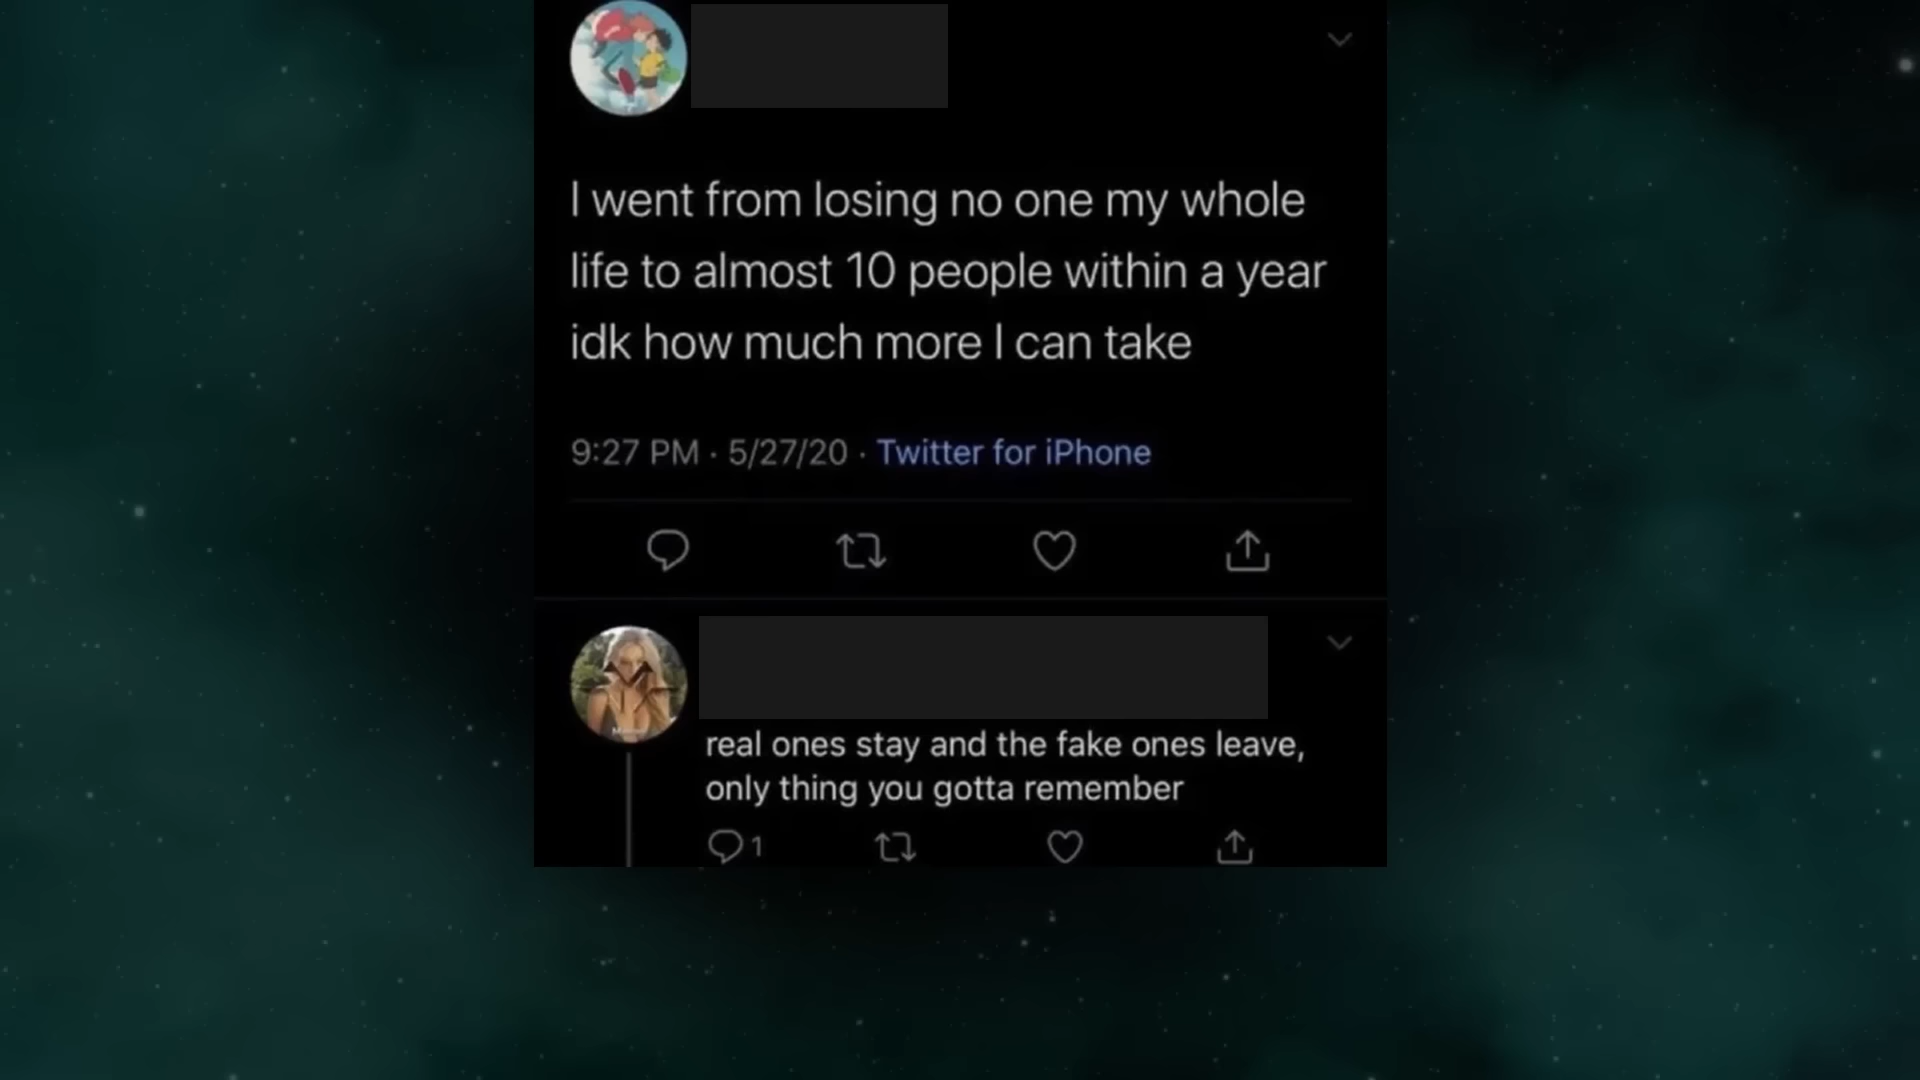 I went from losing no one my whole
life to almost 10 people within a year
idk how much more I can take
9:27 PM · 5/27/20 · Twitter for iPhone
real ones stay and the fake ones leave,
only thing you gotta remember
1